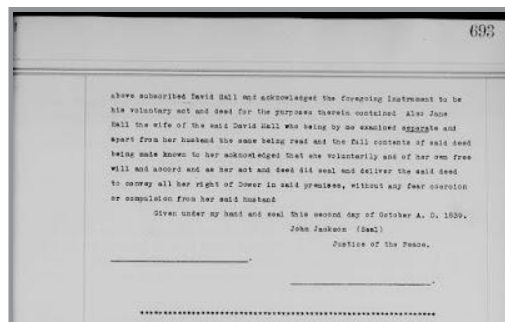 693
above subscribed David Hall and acknowledged the foregoing Instrument to be
his voluntary act and deed for the purposes therein contained Also Jane
Hall the wife of the said David Hall who being by me examined separate and
apart from her husband the same being read and the full contents of said deed
being made known to her acknowledged that she voluntarily and of her own free
will and accord and as her act and deed did seal and deliver the said deed
to convey all her right of Dower in said premises, without any fear coercion
or compulsion from her said husband
Given under my hand and seal This second day of October A. D. 1839.
John Jackson (Seal)
Justice of the Peace.